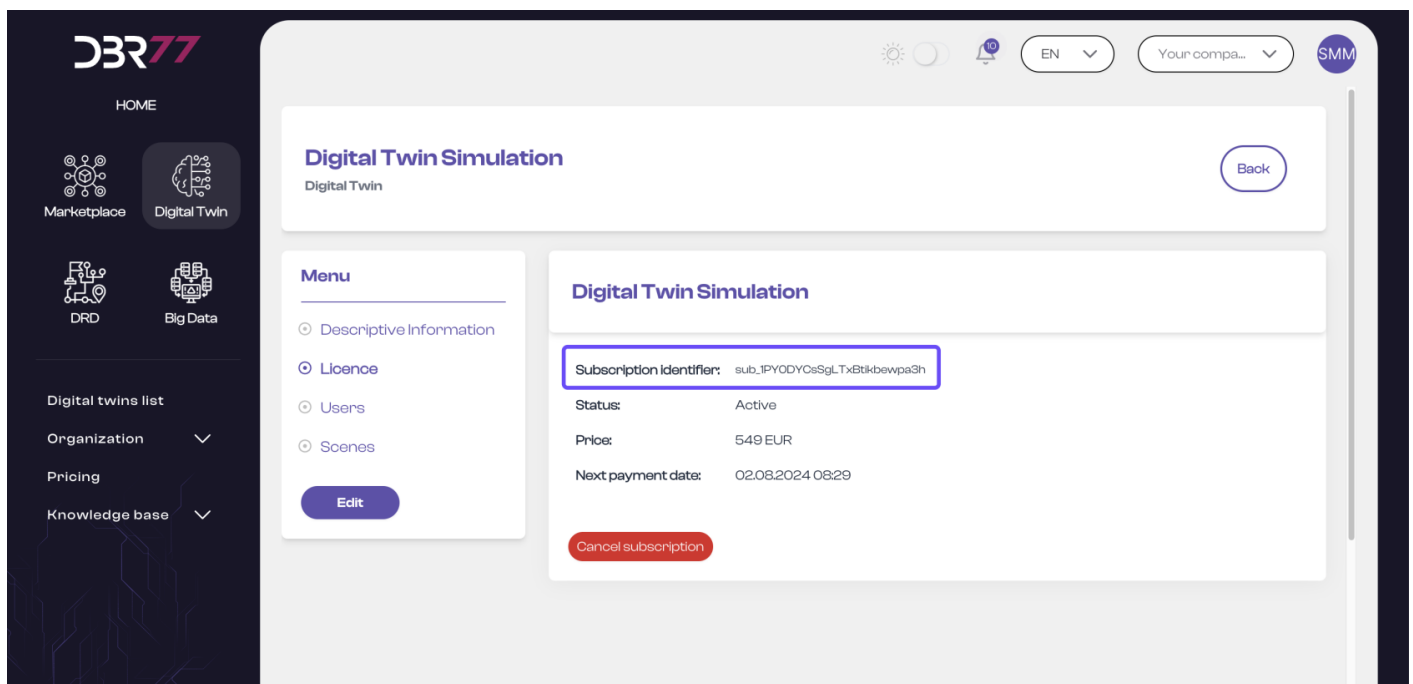 DBR77
10
EN
Your compa...
SMM
HOME
Marketplace
Digital Twin
DRD
Big Data
Digital twins list
Organization
Pricing
Knowledge base
Digital Twin Simulation
Digital Twin
Back
Menu
Descriptive Information
Licence
Users
Scenes
Edit
Digital Twin Simulation
Subscription identifier: sub_1PY0DYCsSgLTxBtikbewpa3h
Status: Active
Price: 549 EUR
Next payment date: 02.08.2024 08:29
Cancel subscription